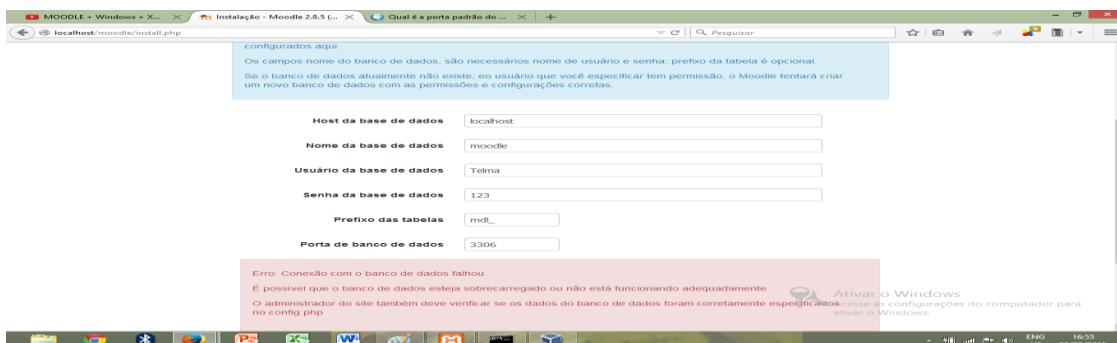 MOODLE + Windows + X...
Instalação - Moodle 2.8.5 (...
Qual é a porta padrão do ...
localhost/moodle/install.php
Pesquisar
configurados aqui.
Os campos nome do banco de dados, são necessários nome de usuário e senha; prefixo da tabela é opcional.
Se o banco de dados atualmente não existe, eo usuário que você especificar tem permissão, o Moodle tentará criar
um novo banco de dados com as permissões e configurações corretas.
Host da base de dados
localhost
Nome da base de dados
moodle
Usuário da base de dados
Telma
Senha da base de dados
123
Prefixo das tabelas
mdl_
Porta de banco de dados
3306
Erro: Conexão com o banco de dados falhou
É possível que o banco de dados esteja sobrecarregado ou não está funcionando adequadamente
O administrador do site também deve verificar se os dados do banco de dados foram corretamente especificados
no config.php
Ativar o Windows
Acesse as configurações do computador para
ativar o Windows.
ENG
16:55